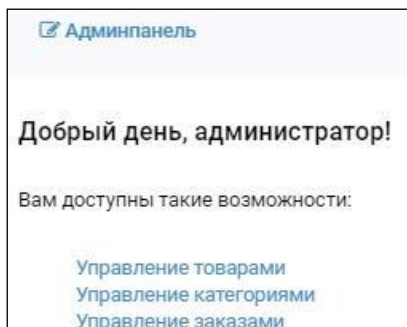 Админпанель
Добрый день, администратор!
Вам доступны такие возможности:
Управление товарами
Управление категориями
Управление заказами